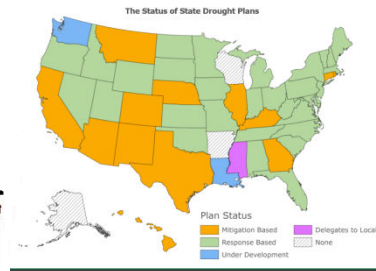 The Status of State Drought Plans
Plan Status
Mitigation Based
Delegates to Local
Response Based
None
Under Development